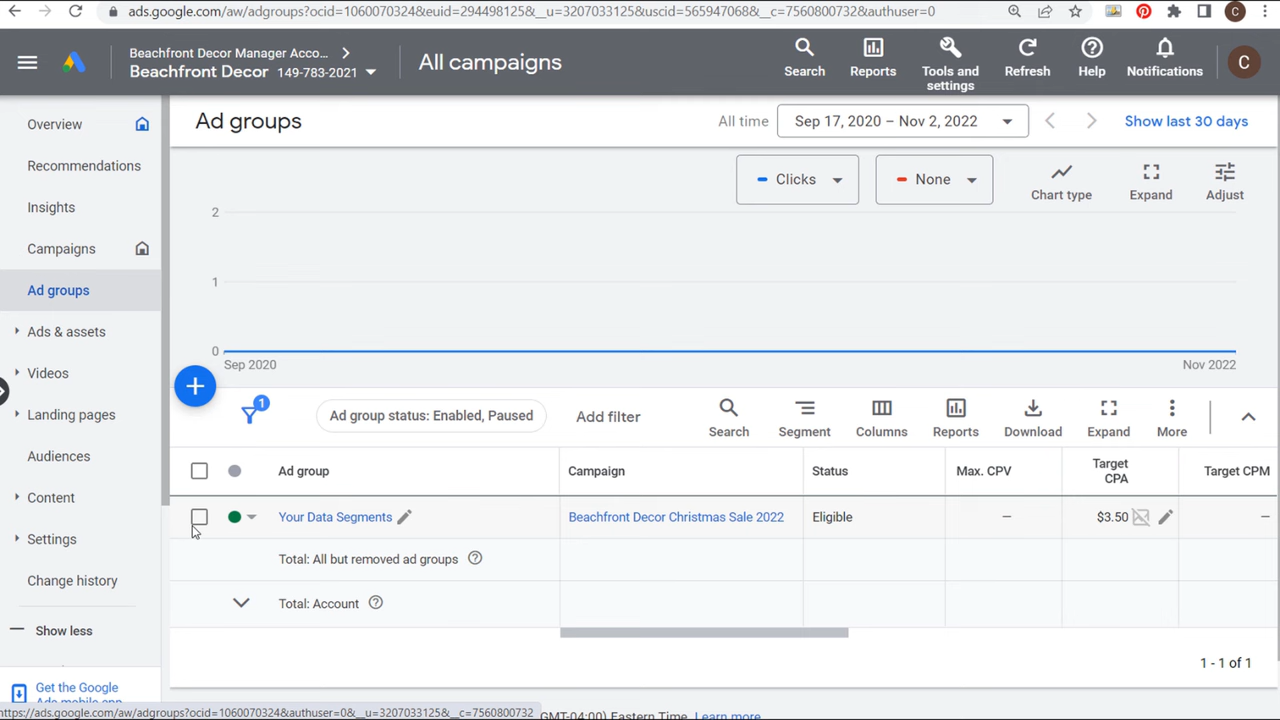 ads.google.com/aw/adgroups?ocid=1060070324&euid=294498125&__u=3207033125&uscid=565947068&__c=7560800732&authuser=0
C
Beachfront Decor Manager Acco...
Beachfront Decor 149-783-2021
All campaigns
Search
Reports
Tools and settings
Refresh
Help
Notifications
C
Overview
Recommendations
Insights
Campaigns
Ad groups
Ads & assets
Videos
Landing pages
Audiences
Content
Settings
Change history
Show less
Get the Google
Ads mobile app
Ad groups
All time
Sep 17, 2020 – Nov 2, 2022
Show last 30 days
Clicks
None
Chart type
Expand
Adjust
2
1
0
Sep 2020
Nov 2022
1
Ad group status: Enabled, Paused
Add filter
Search
Segment
Columns
Reports
Download
Expand
More
Ad group
Campaign
Status
Max. CPV
Target CPA
Target CPM
Your Data Segments
Beachfront Decor Christmas Sale 2022
Eligible
–
$3.50
–
Total: All but removed ad groups
Total: Account
1 - 1 of 1
https://ads.google.com/aw/adgroups?ocid=1060070324&authuser=0&__u=3207033125&__c=7560800732
GMT-04:00) Eastern Time. Learn more